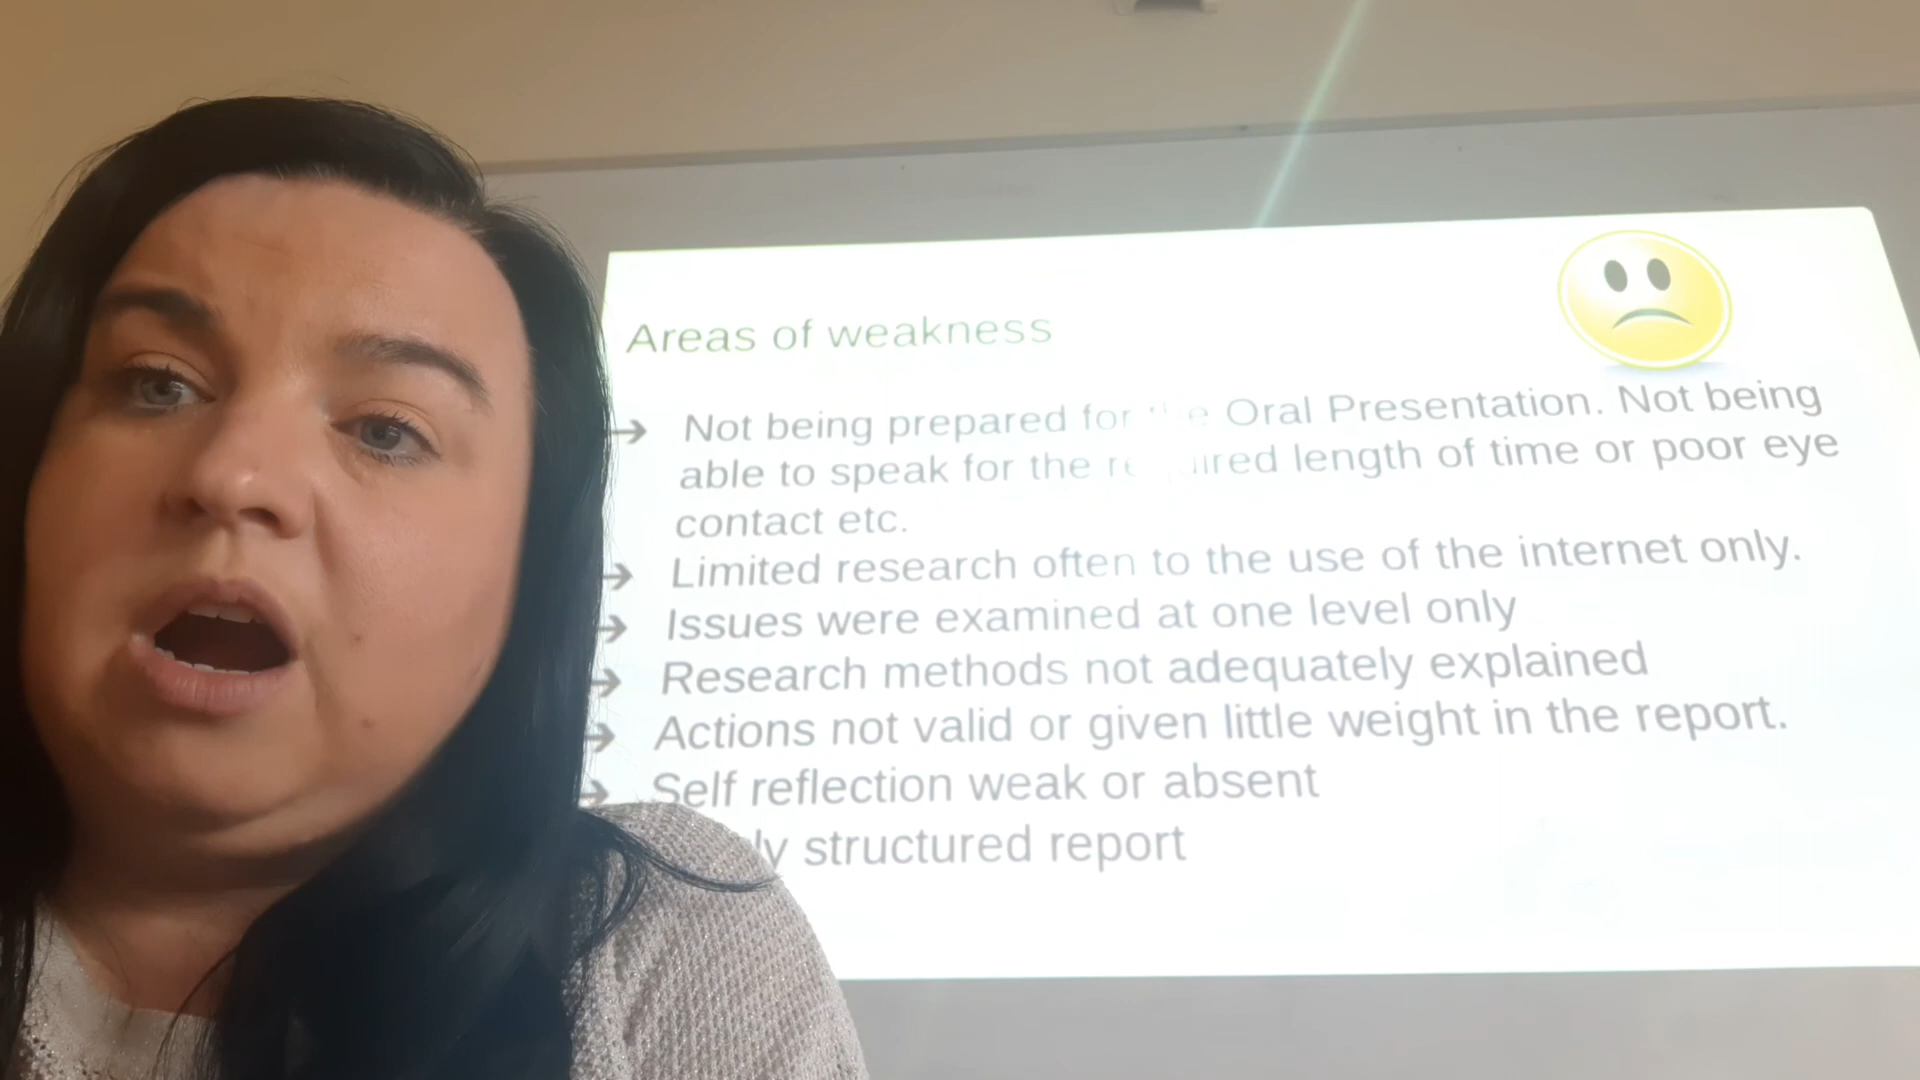 Areas of weakness
→ Not being prepared for Oral Presentation. Not being
able to speak for the length of time or poor eye
contact etc.
→ Limited research often to the use of the internet only.
→ Issues were examined at one level only
→ Research methods not adequately explained
→ Actions not valid or given little weight in the report.
→ Self reflection weak or absent
structured report